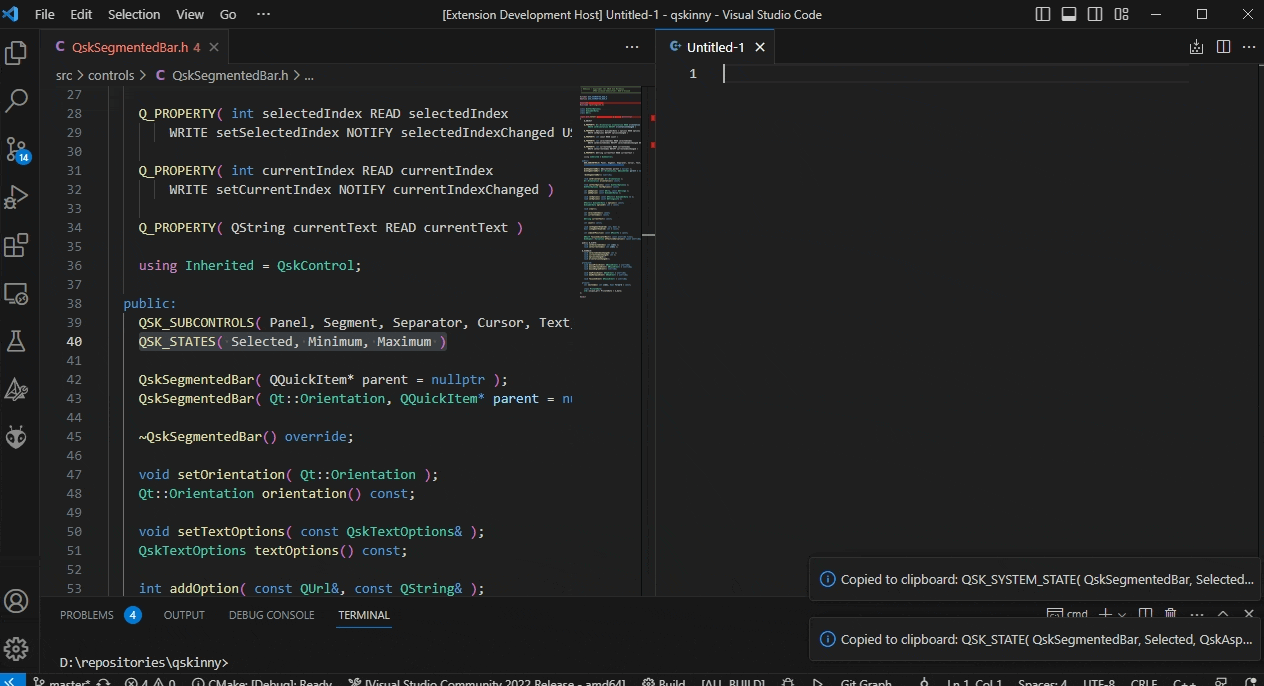 File Edit Selection View Go ··· [Extension Development Host] Untitled-1 - qskinny - Visual Studio Code
C QskSegmentedBar.h 4 ···
Untitled-1 ···
src > controls > C QskSegmentedBar.h > ...
1
27
28 Q_PROPERTY( int selectedIndex READ selectedIndex
29 WRITE setSelectedIndex NOTIFY selectedIndexChanged US
30
31 Q_PROPERTY( int currentIndex READ currentIndex
32 WRITE setCurrentIndex NOTIFY currentIndexChanged )
33
34 Q_PROPERTY( QString currentText READ currentText )
35
36 using Inherited = QskControl;
37
38 public:
39 QSK_SUBCONTROLS( Panel, Segment, Separator, Cursor, Text,
40 QSK_STATES( Selected, Minimum, Maximum )
41
42 QskSegmentedBar( QQuickItem* parent = nullptr );
43 QskSegmentedBar( Qt::Orientation, QQuickItem* parent = nu
44
45 ~QskSegmentedBar() override;
46
47 void setOrientation( Qt::Orientation );
48 Qt::Orientation orientation() const;
49
50 void setTextOptions( const QskTextOptions& );
51 QskTextOptions textOptions() const;
52
53 int addOption( const QUrl&, const QString& );
14
Copied to clipboard: QSK_SYSTEM_STATE( QskSegmentedBar, Selected...
PROBLEMS 4 OUTPUT DEBUG CONSOLE TERMINAL
cmd ···
Copied to clipboard: QSK_STATE( QskSegmentedBar, Selected, QskAsp...
D:\repositories\qskinny>
master* 4 0 CMake: [Debug]: Ready [Visual Studio Community 2022 Release - amd64] Build [ALL_BUILD] Git Graph Ln 1, Col 1 Spaces: 4 UTF-8 CRLF C++